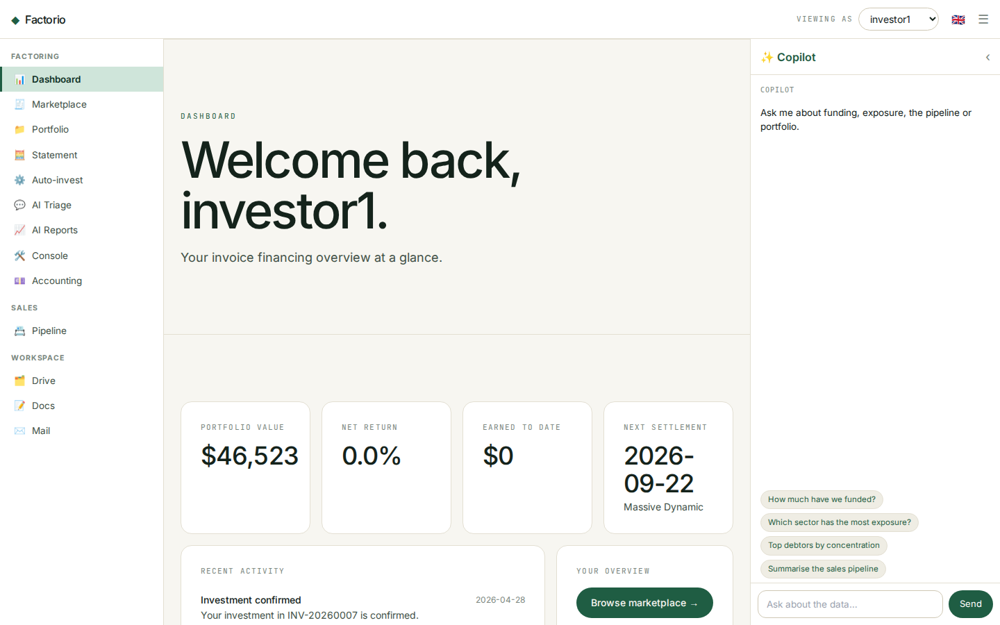 Factorio
VIEWING AS
investor1
FACTORING
Dashboard
Marketplace
Portfolio
Statement
Auto-invest
AI Triage
AI Reports
Console
Accounting
SALES
Pipeline
WORKSPACE
Drive
Docs
Mail
DASHBOARD
Welcome back,
investor1.
Your invoice financing overview at a glance.
PORTFOLIO VALUE
$46,523
NET RETURN
0.0%
EARNED TO DATE
$0
NEXT SETTLEMENT
2026-
09-22
Massive Dynamic
RECENT ACTIVITY
Investment confirmed
2026-04-28
Your investment in INV-20260007 is confirmed.
YOUR OVERVIEW
Browse marketplace →
✨ Copilot
COPILOT
Ask me about funding, exposure, the pipeline or
portfolio.
How much have we funded?
Which sector has the most exposure?
Top debtors by concentration
Summarise the sales pipeline
Ask about the data...
Send